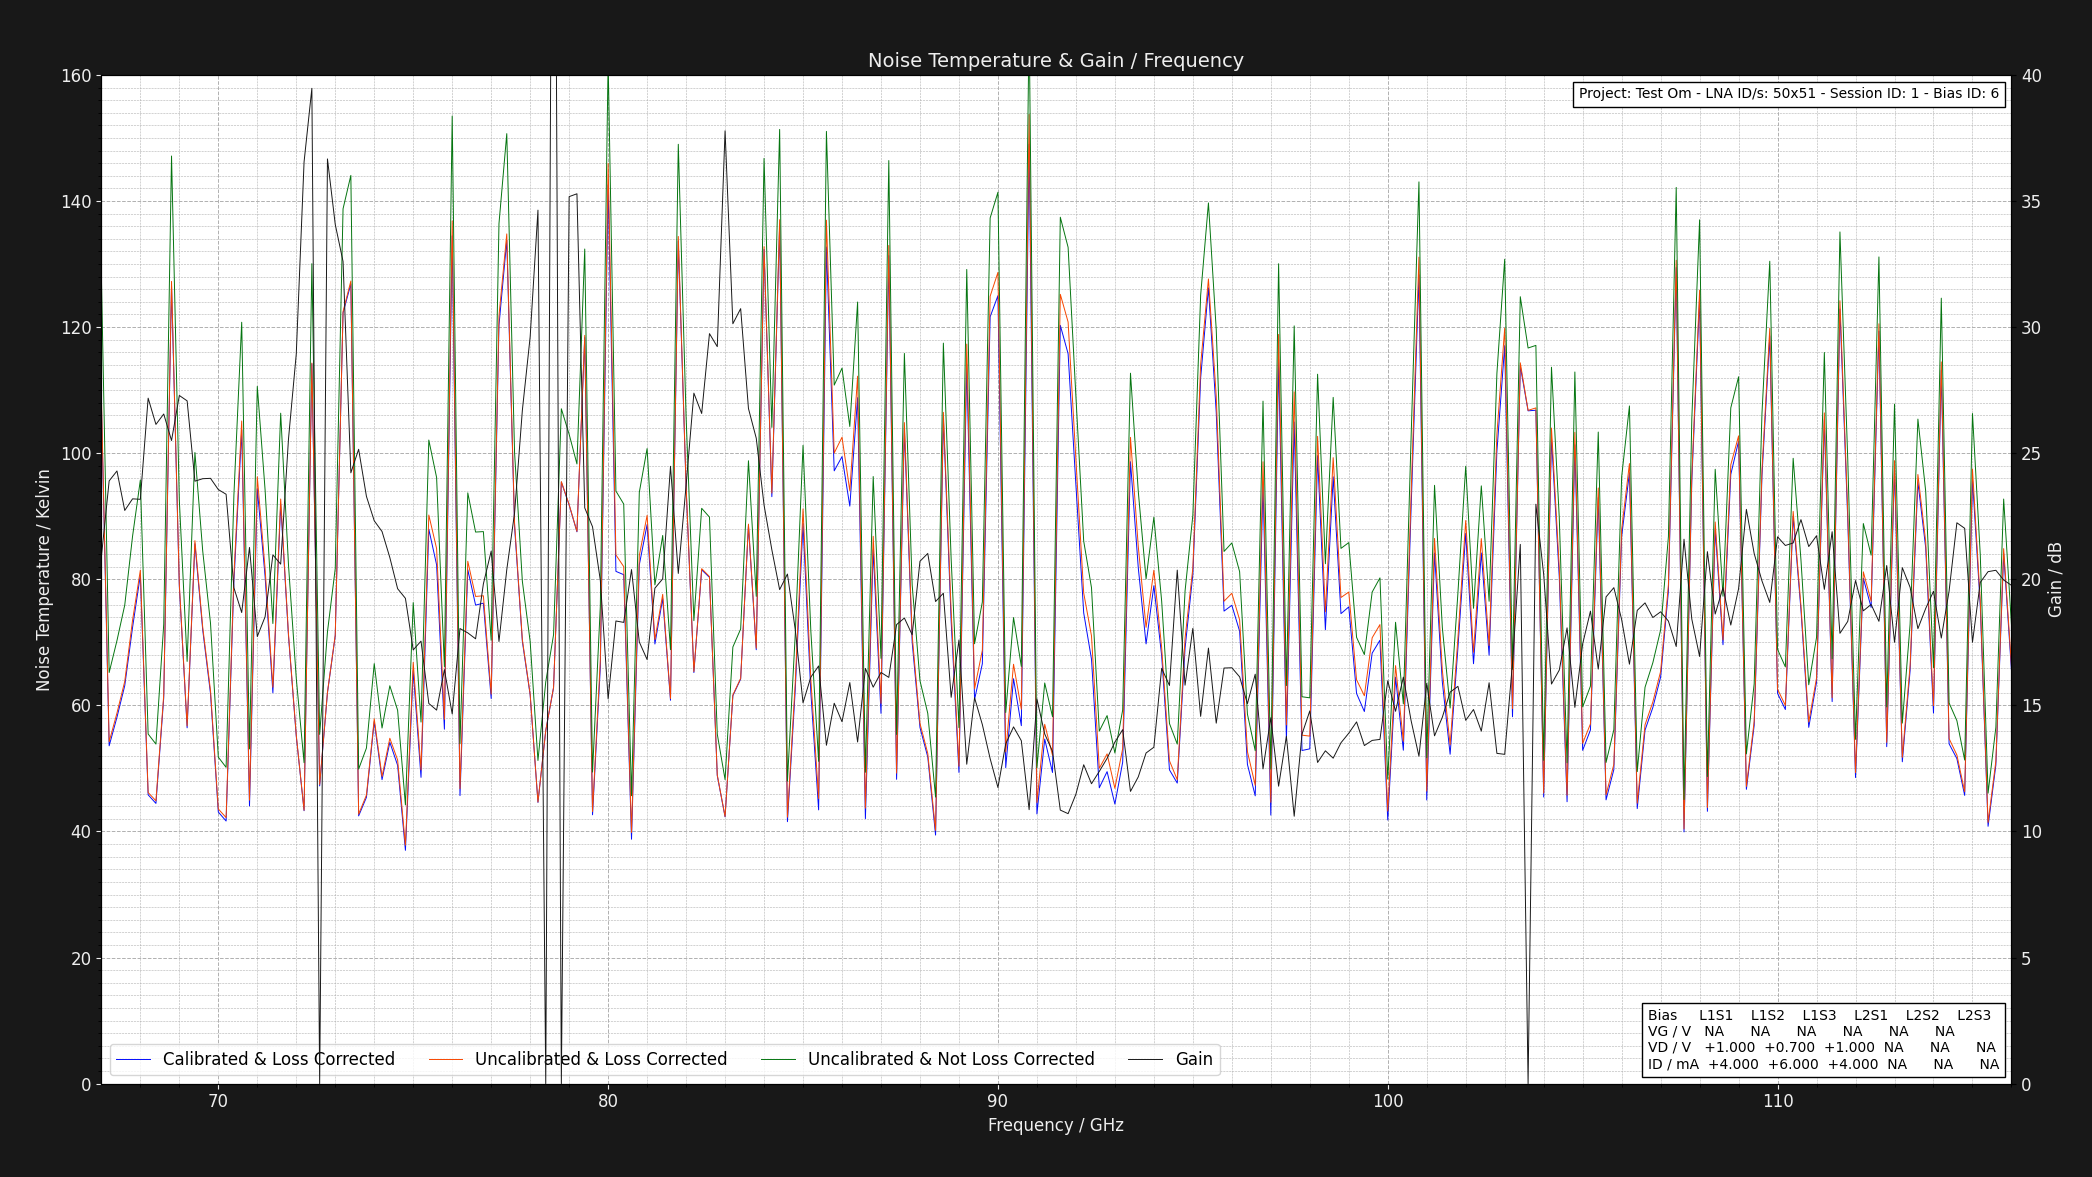 Noise Temperature & Gain / Frequency
Project: Test Om - LNA ID/s: 50x51 - Session ID: 1 - Bias ID: 6
160
140
120
100
80
60
40
20
0
Noise Temperature / Kelvin
40
35
30
25
20
15
10
5
0
Gain / dB
Bias L1S1 L1S2 L1S3 L2S1 L2S2 L2S3
VG / V NA NA NA NA NA NA
VD / V +1.000 +0.700 +1.000 NA NA NA
ID / mA +4.000 +6.000 +4.000 NA NA NA
Calibrated & Loss Corrected Uncalibrated & Loss Corrected Uncalibrated & Not Loss Corrected Gain
70 80 90 100 110
Frequency / GHz